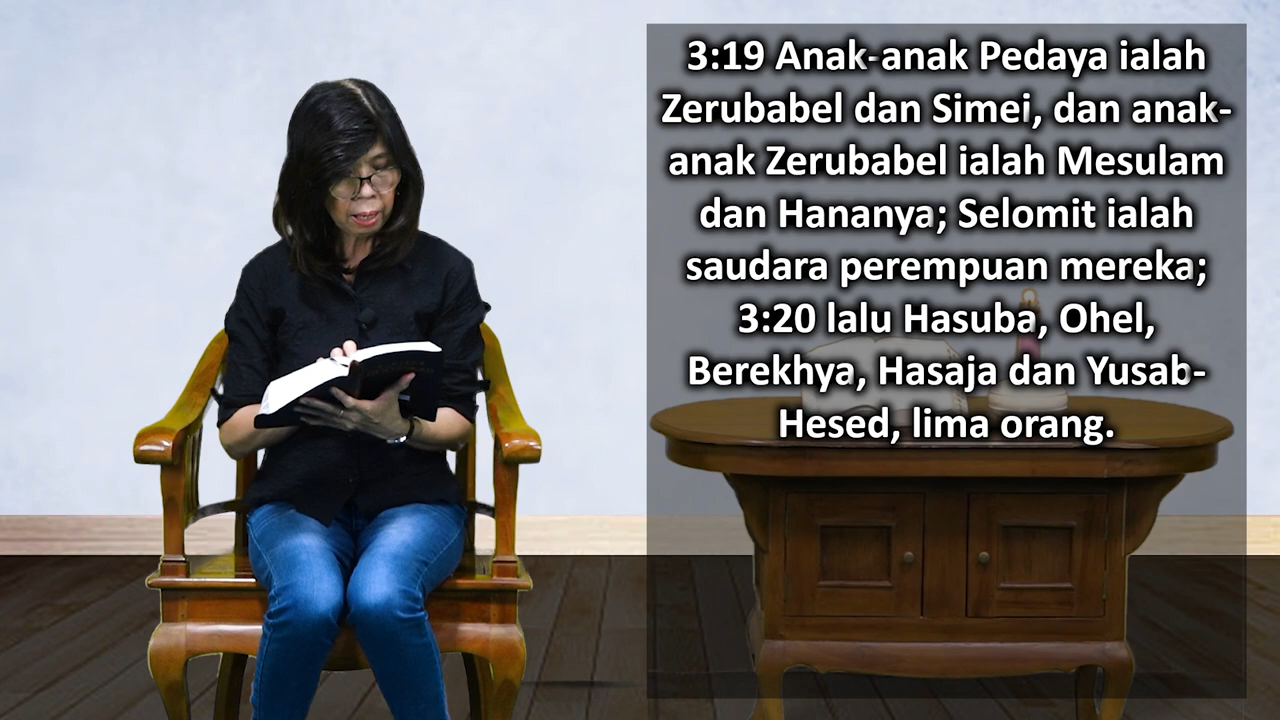 3:19 Anak-anak Pedaya ialah
Zerubabel dan Simei, dan anak-
anak Zerubabel ialah Mesulam
dan Hananya; Selomit ialah
saudara perempuan mereka;
3:20 lalu Hasuba, Ohel,
Berekhya, Hasaja dan Yusab-
Hesed, lima orang.